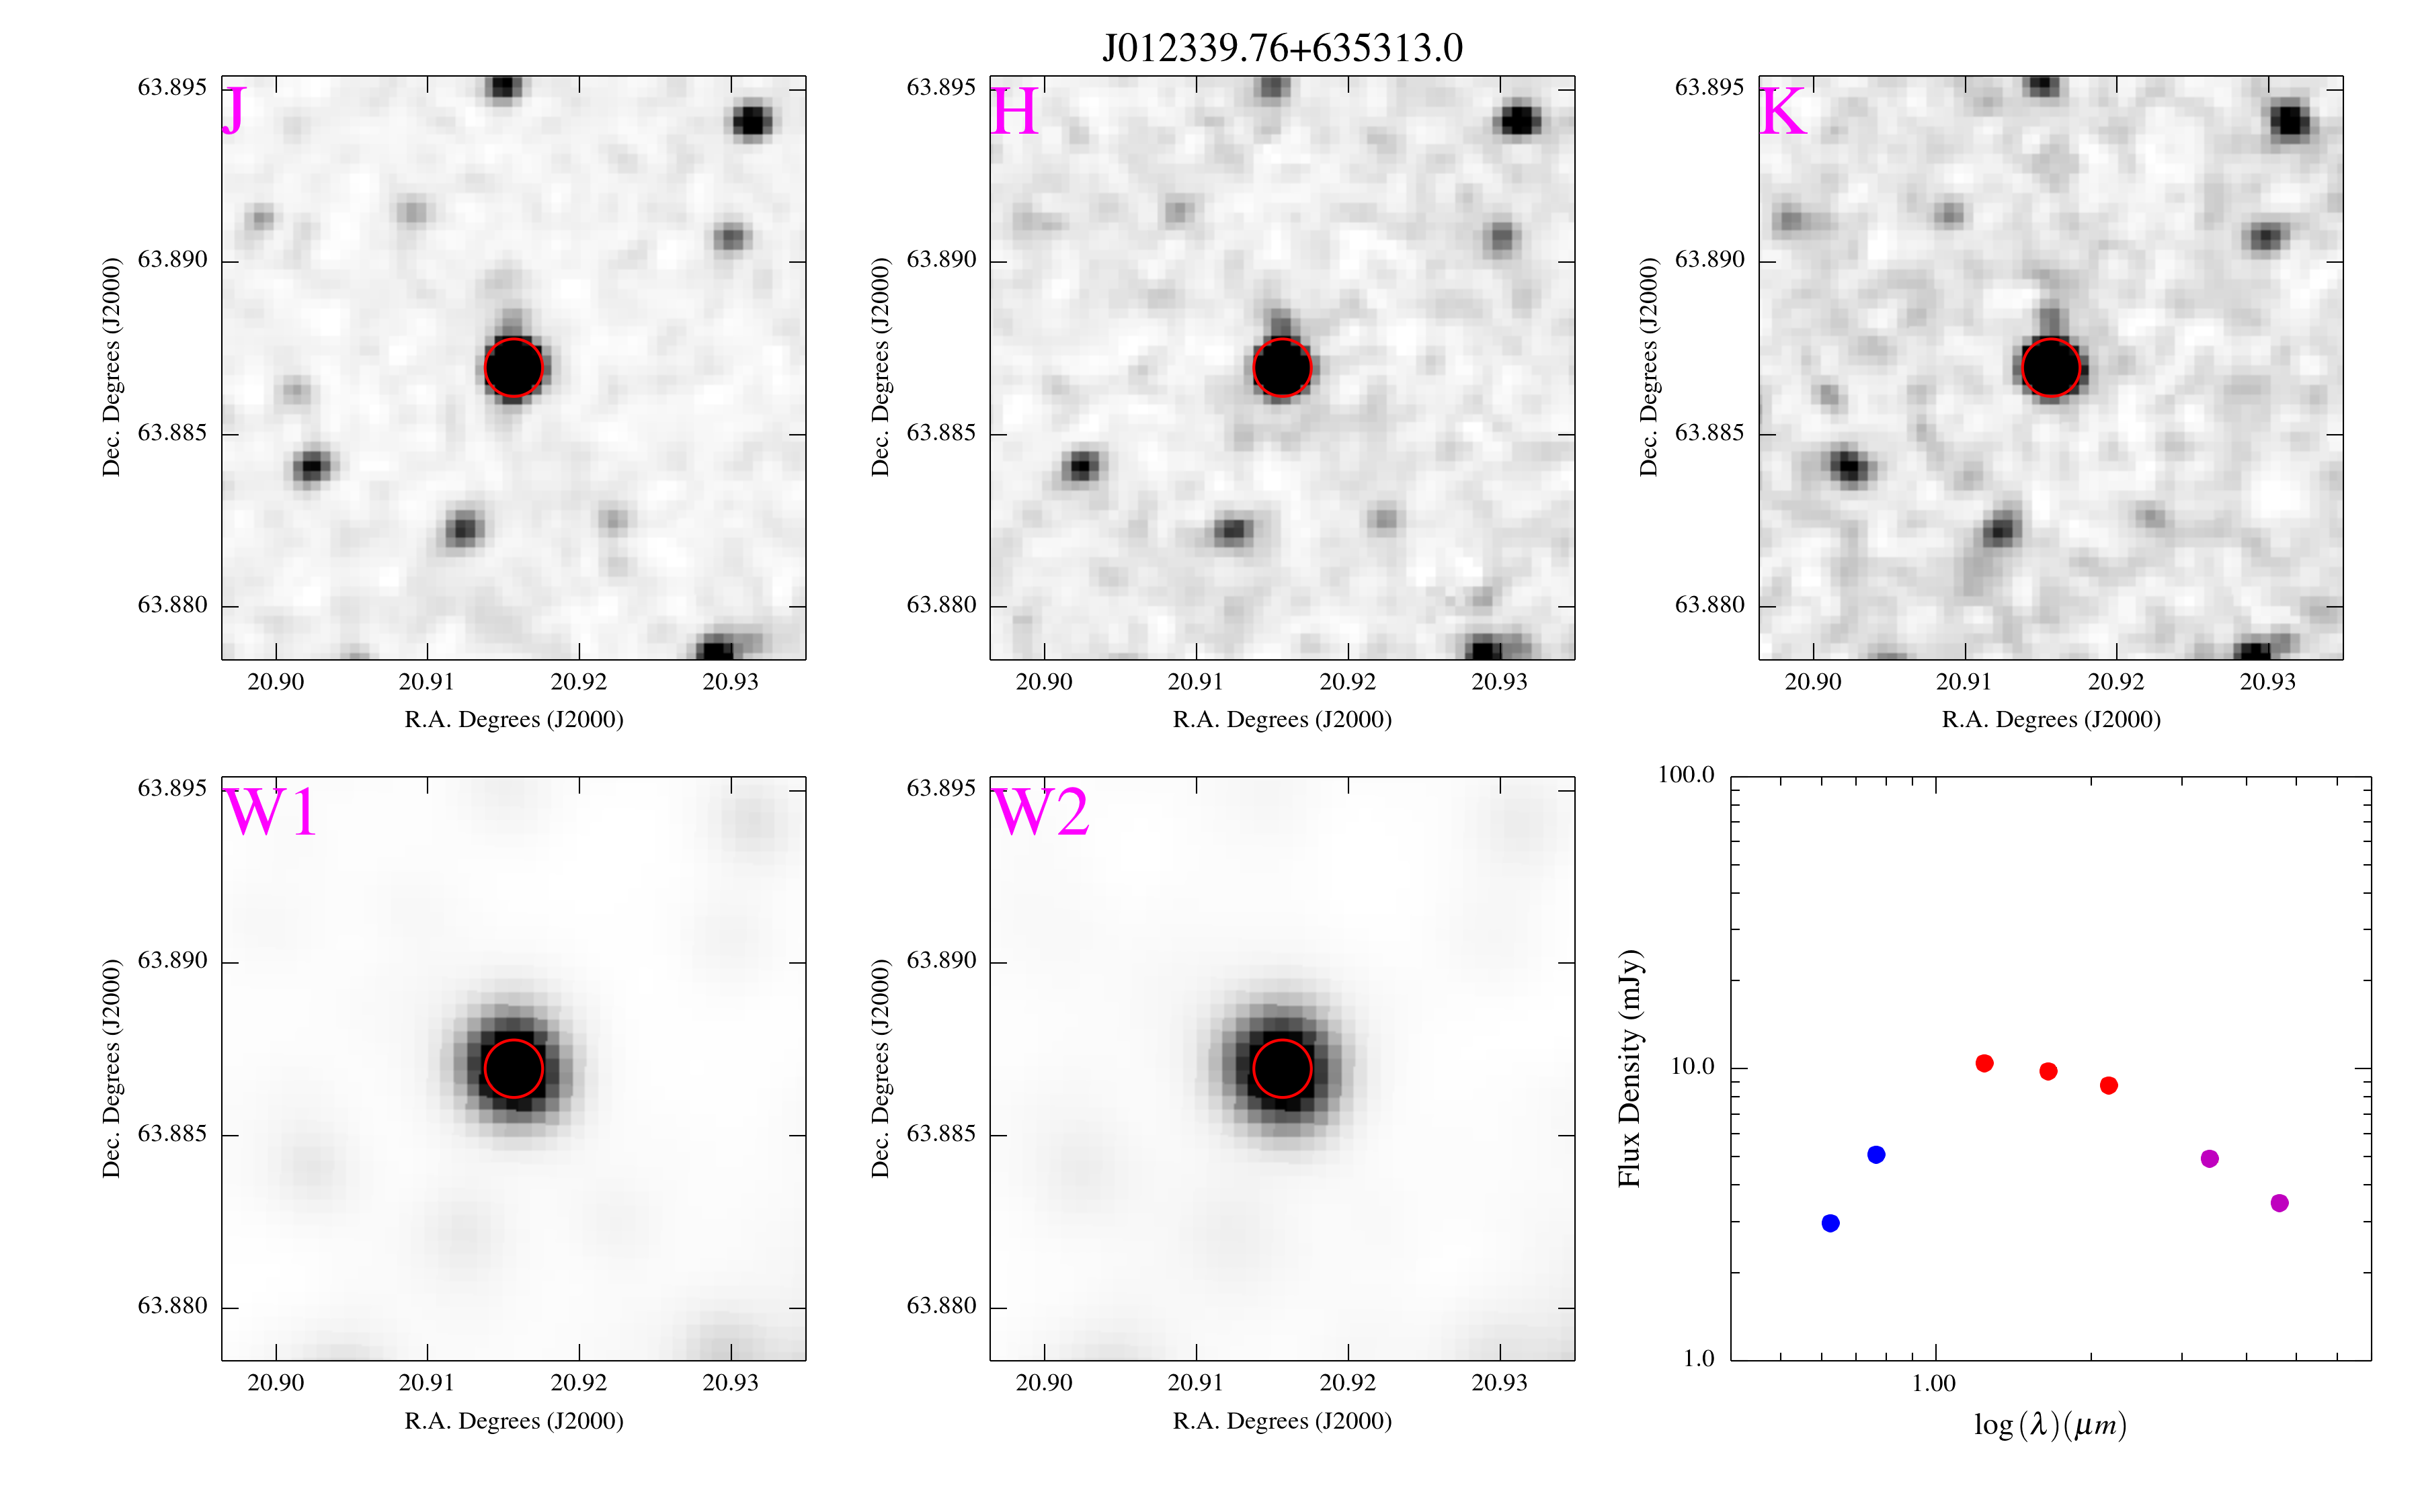 J012339.76+635313.0
J
63.895
63.890
63.885
63.880
Dec. Degrees (J2000)
20.90 20.91 20.92 20.93
R.A. Degrees (J2000)
H
63.895
63.890
63.885
63.880
Dec. Degrees (J2000)
20.90 20.91 20.92 20.93
R.A. Degrees (J2000)
K
63.895
63.890
63.885
63.880
Dec. Degrees (J2000)
20.90 20.91 20.92 20.93
R.A. Degrees (J2000)
W1
63.895
63.890
63.885
63.880
Dec. Degrees (J2000)
20.90 20.91 20.92 20.93
R.A. Degrees (J2000)
W2
63.895
63.890
63.885
63.880
Dec. Degrees (J2000)
20.90 20.91 20.92 20.93
R.A. Degrees (J2000)
100.0
10.0
1.0
Flux Density (mJy)
1.00
log(λ)(μm)